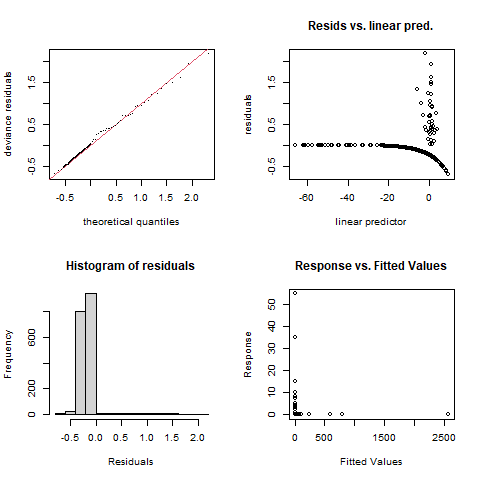 deviance residuals
-0.5 0.5 1.5
-0.5 0.5 1.0 1.5 2.0
theoretical quantiles
Resids vs. linear pred.
residuals
-0.5 0.5 1.5
-60 -40 -20 0
linear predictor
Histogram of residuals
Frequency
0 200 600
-0.5 0.0 0.5 1.0 1.5 2.0
Residuals
Response vs. Fitted Values
Response
0 10 20 30 40 50
0 500 1500 2500
Fitted Values